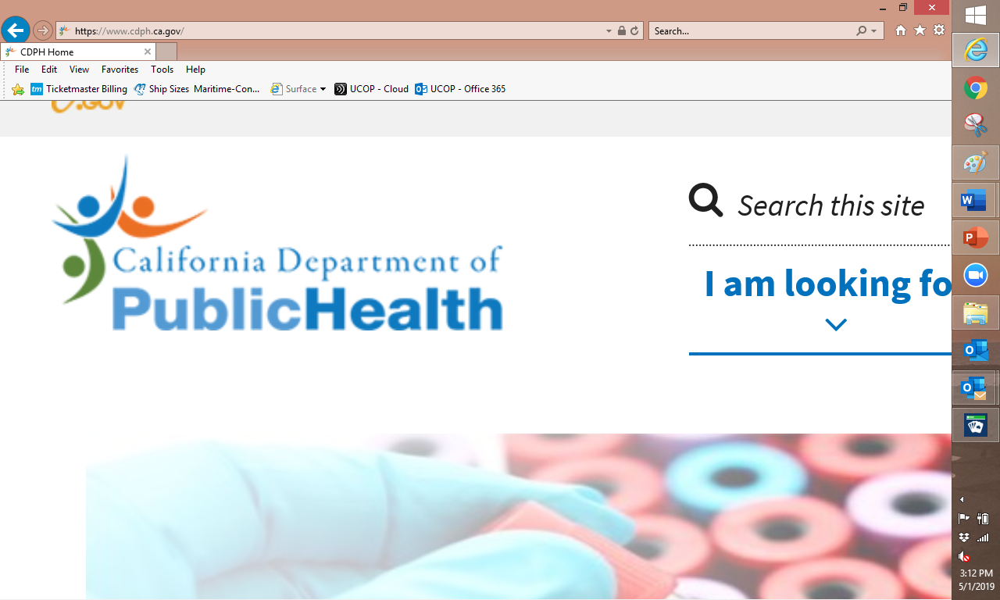 https://www.cdph.ca.gov/
Search...
CDPH Home
File Edit View Favorites Tools Help
tm Ticketmaster Billing Ship Sizes Maritime-Con... Surface UCOP - Cloud UCOP - Office 365
.GOV
Search this site
California Department of
PublicHealth
I am looking fo
3:12 PM
5/1/2019